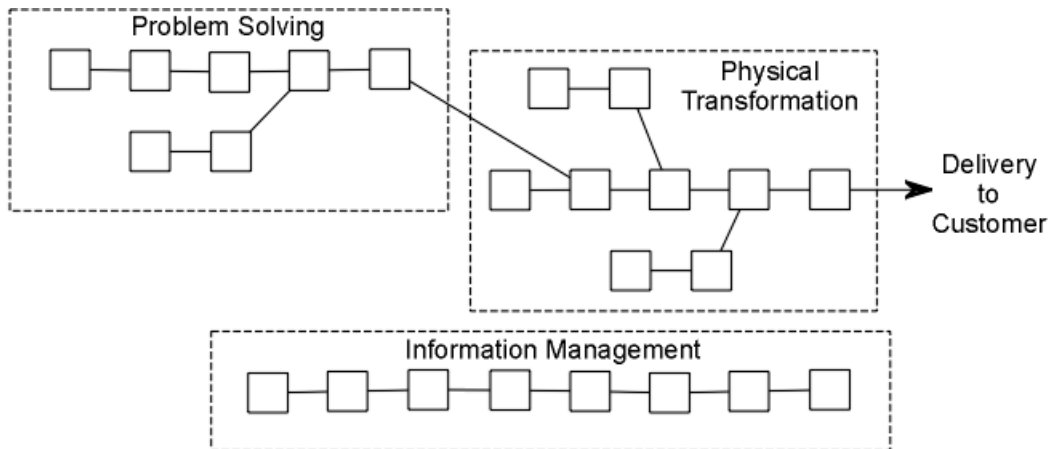 Problem Solving
Physical
Transformation
Delivery
to
Customer
Information Management